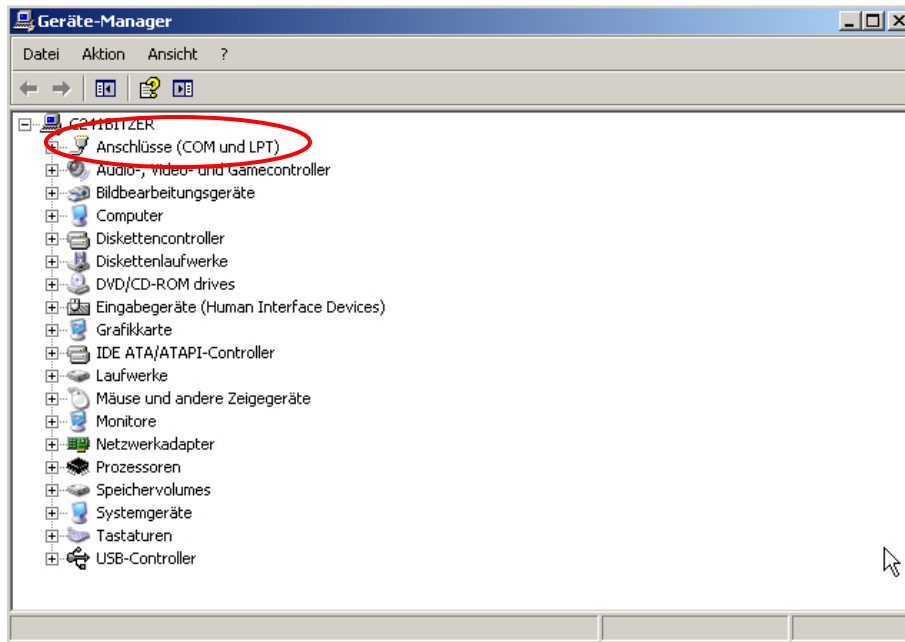 Geräte-Manager
Datei Aktion Ansicht ?
C241BITZER
Anschlüsse (COM und LPT)
Audio-, Video- und Gamecontroller
Bildbearbeitungsgeräte
Computer
Diskettencontroller
Diskettenlaufwerke
DVD/CD-ROM drives
Eingabegeräte (Human Interface Devices)
Grafikkarte
IDE ATA/ATAPI-Controller
Laufwerke
Mäuse und andere Zeigegeräte
Monitore
Netzwerkadapter
Prozessoren
Speichervolumes
Systemgeräte
Tastaturen
USB-Controller